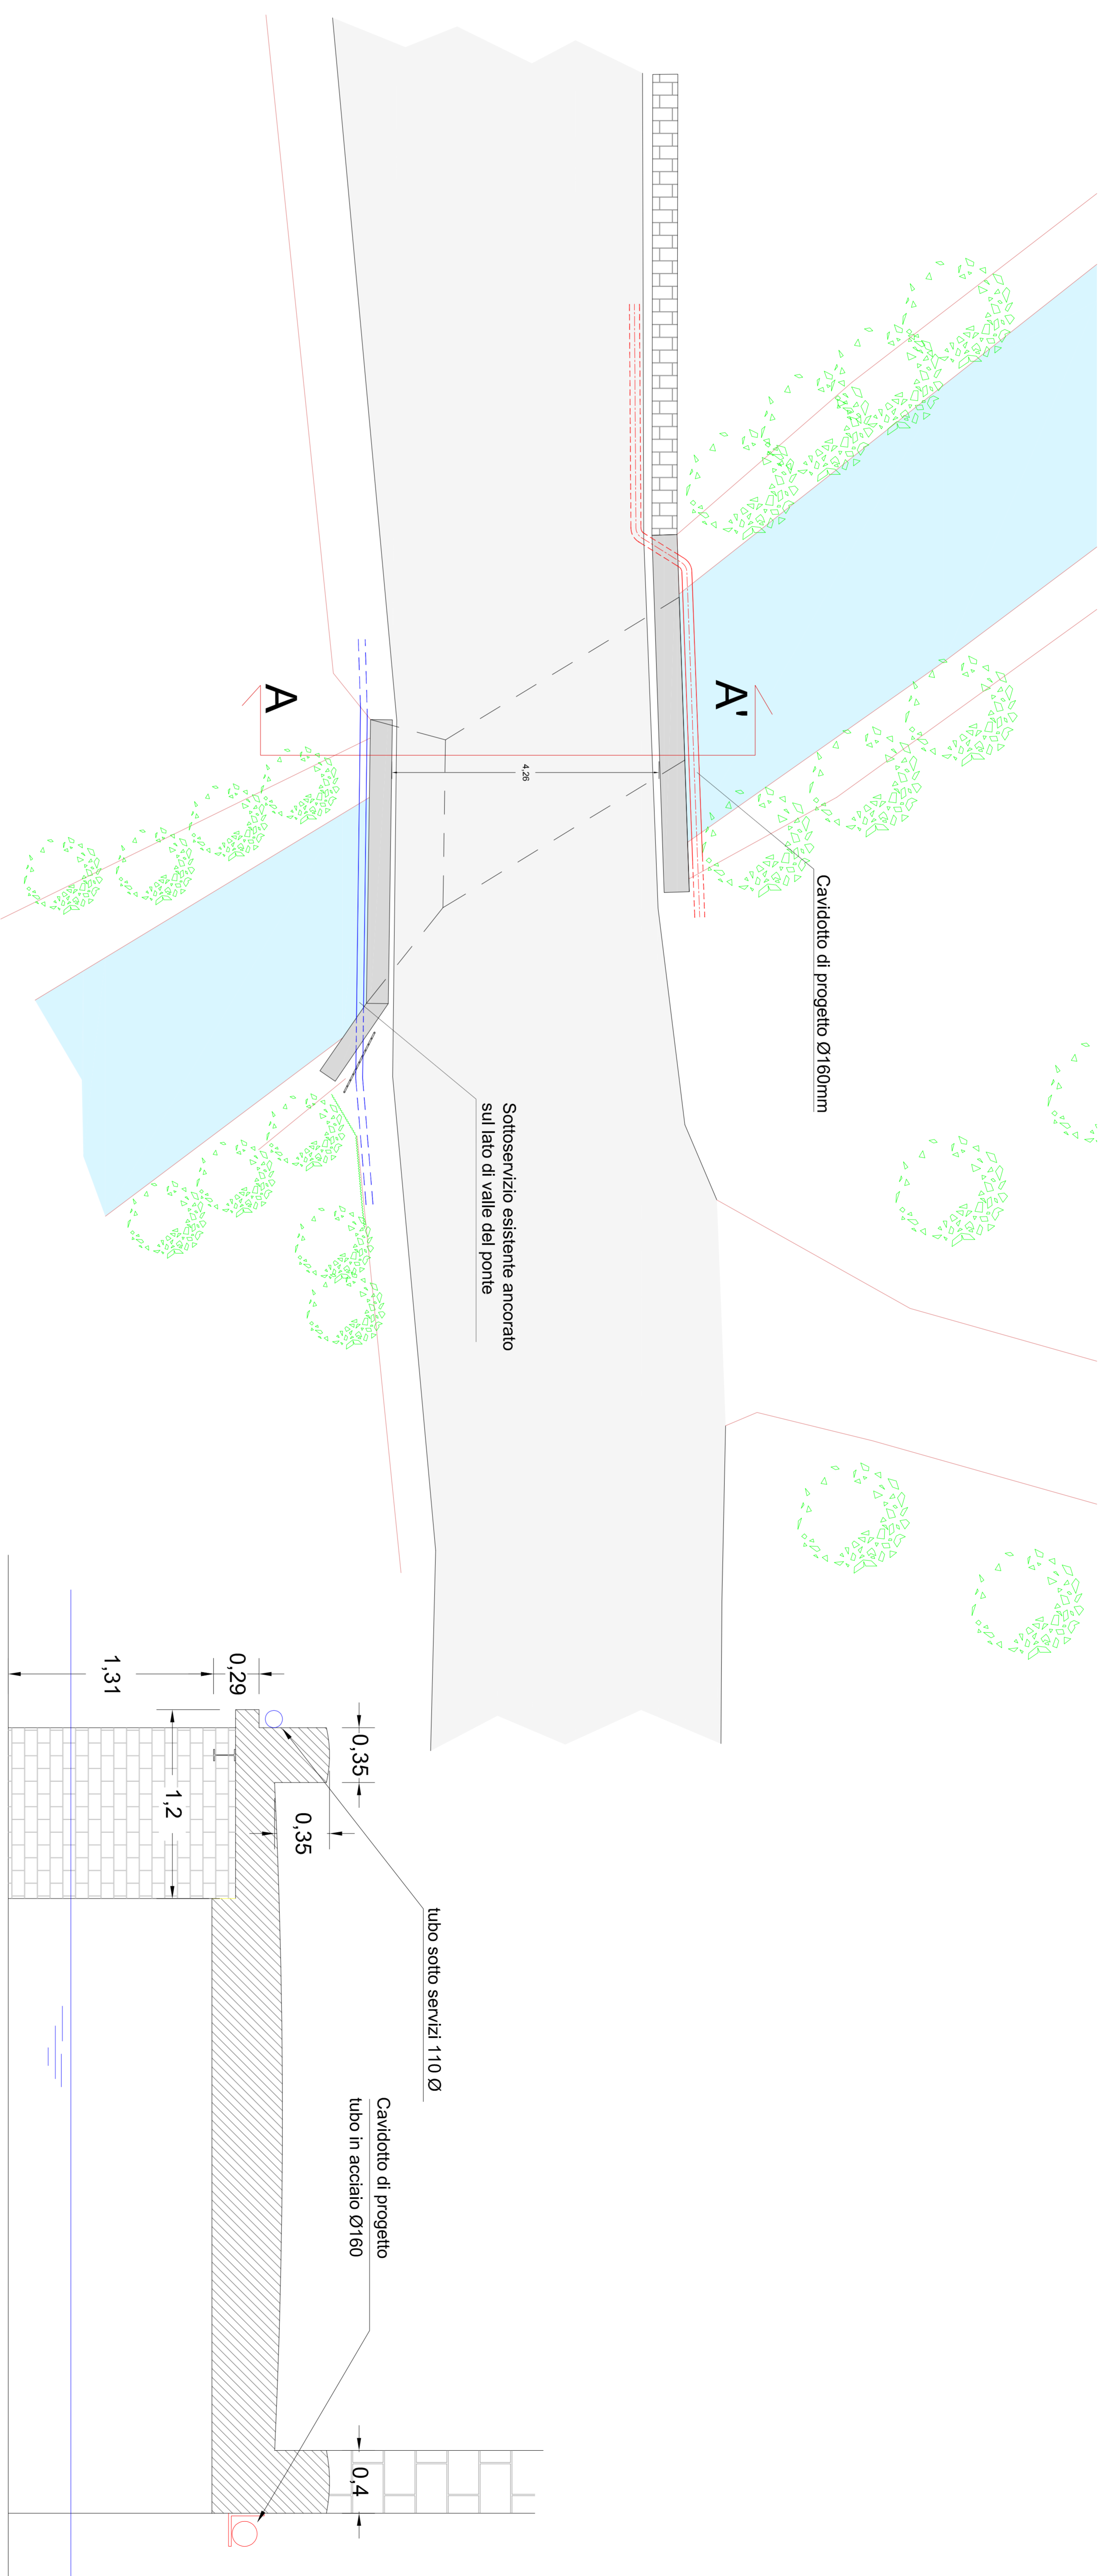 A'
A
4,26
Cavidotto di progetto Ø160mm
Sottoservizio esistente ancorato
sul lato di valle del ponte
0,29
1,31
0,35
1,2
0,35
tubo sotto servizi 110 Ø
Cavidotto di progetto
tubo in acciaio Ø160
0,4